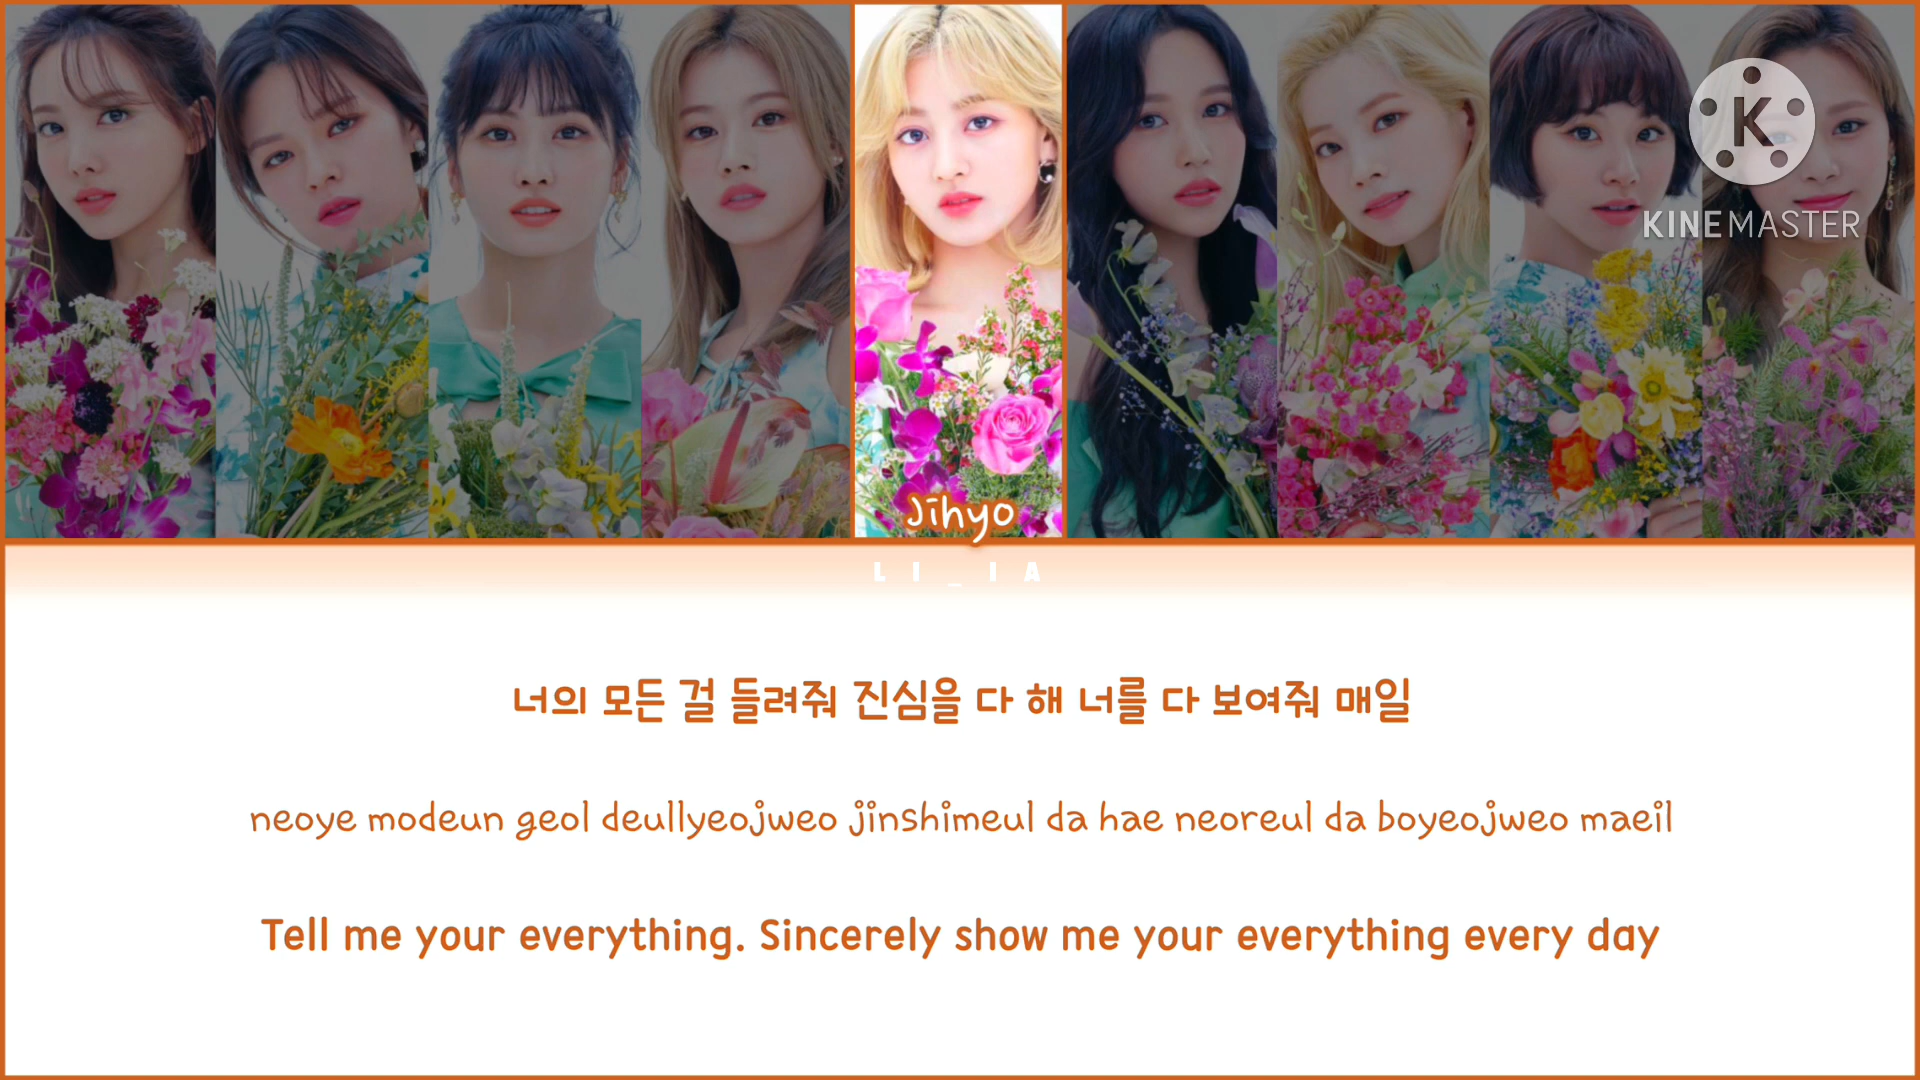 KINEMASTER
Jihyo
LI_IA
너의 모든 걸 들려줘 진심을 다 해 너를 다 보여줘 매일
neoye modeun geol deullyeojweo jinshimeul da hae neoreul da boyeojweo maeil
Tell me your everything. Sincerely show me your everything every day